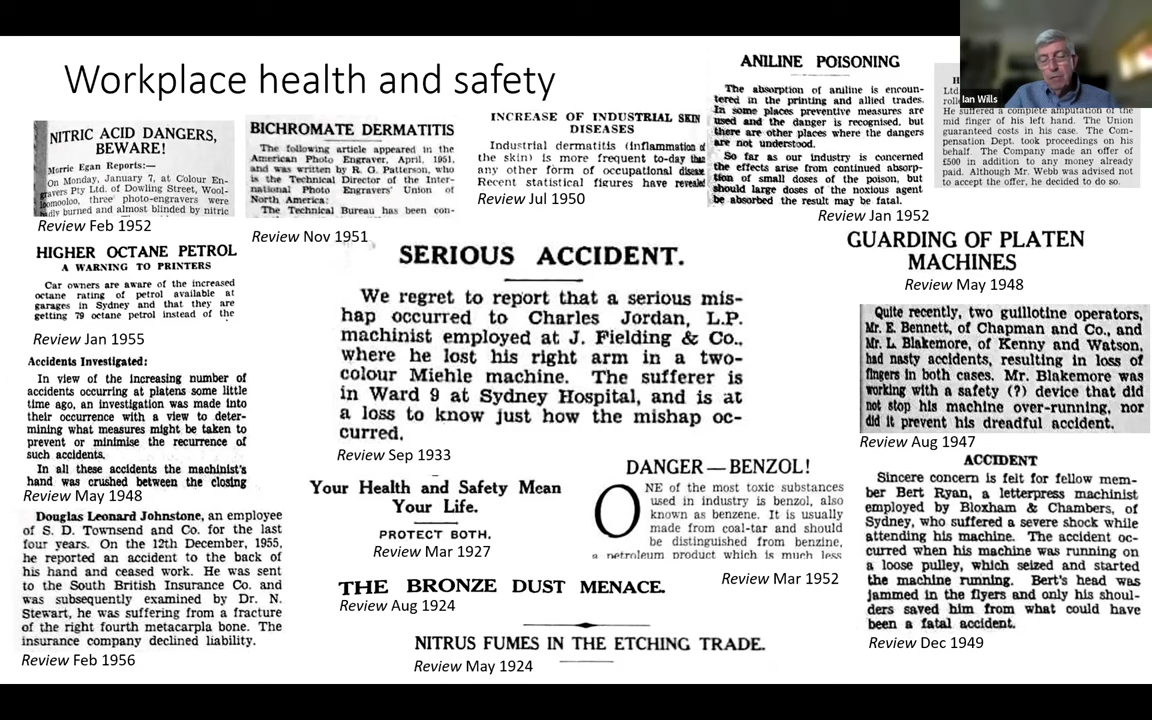 Workplace health and safety
Ian Wills
NITRIC ACID DANGERS,
BEWARE!
Morrie Egan Reports:—
On Monday, January 7, at Colour En-
gravers Pty Ltd. of Dowling Street, Wool-
loomooloo, three photo-engravers were
badly burned and almost blinded by nitric
Review Feb 1952
BICHROMATE DERMATITIS
The following article appeared in the
American Photo Engraver, April, 1951,
and was written by R. G. Patterson, who
is the Technical Director of the Inter-
national Photo Engravers' Union of
North America:
The Technical Bureau has been con-
Review Nov 1951
INCREASE OF INDUSTRIAL SKIN
DISEASES
Industrial dermatitis (inflammation of
the skin) is more frequent to-day than
any other form of occupational disease
Recent statistical figures have revealed
Review Jul 1950
ANILINE POISONING
The absorption of aniline is encoun-
tered in the printing and allied trades.
In some places preventive measures are
used and the danger is recognised, but
there are other places where the dangers
are not understood.
So far as our industry is concerned
the effects arise from continued absorp-
tion of small doses of the poison, but
should large doses of the noxious agent
be absorbed the result may be fatal.
Review Jan 1952
H
Ltd
rolle
He suffered a complete amputation of the
mid finger of his left hand. The Union
guaranteed costs in his case. The Com-
pensation Dept. took proceedings on his
behalf. The Company made an offer of
£500 in addition to any money already
paid. Although Mr. Webb was advised not
to accept the offer, he decided to do so.
HIGHER OCTANE PETROL
A WARNING TO PRINTERS
Car owners are aware of the increased
octane rating of petrol available at
garages in Sydney and that they are
getting 79 octane petrol instead of the
Review Jan 1955
Accidents Investigated:
In view of the increasing number of
accidents occurring at platens some little
time ago, an investigation was made into
their occurrence with a view to deter-
mining what measures might be taken to
prevent or minimise the recurrence of
such accidents.
In all these accidents the machinist's
hand was crushed between the closing
Review May 1948
Douglas Leonard Johnstone, an employee
of S. D. Townsend and Co. for the last
four years. On the 12th December, 1955,
he reported an accident to the back of
his hand and ceased work. He was sent
to the South British Insurance Co. and
was subsequently examined by Dr. N.
Stewart, he was suffering from a fracture
of the right fourth metacarpla bone. The
insurance company declined liability.
Review Feb 1956
SERIOUS ACCIDENT.
We regret to report that a serious mis-
hap occurred to Charles Jordan, L.P.
machinist employed at J. Fielding & Co.,
where he lost his right arm in a two-
colour Miehle machine. The sufferer is
in Ward 9 at Sydney Hospital, and is at
a loss to know just how the mishap oc-
curred.
Review Sep 1933
Your Health and Safety Mean
Your Life.
PROTECT BOTH.
Review Mar 1927
THE BRONZE DUST MENACE.
Review Aug 1924
NITRUS FUMES IN THE ETCHING TRADE.
Review May 1924
DANGER—BENZOL!
ONE of the most toxic substances
used in industry is benzol, also
known as benzene. It is usually
made from coal-tar and should
be distinguished from benzine,
a petroleum product which is much less
Review Mar 1952
GUARDING OF PLATEN
MACHINES
Review May 1948
Quite recently, two guillotine operators,
Mr. E. Bennett, of Chapman and Co., and
Mr. L. Blakemore, of Kenny and Watson,
had nasty accidents, resulting in loss of
fingers in both cases. Mr. Blakemore was
working with a safety (?) device that did
not stop his machine over-running, nor
did it prevent his dreadful accident.
Review Aug 1947
ACCIDENT
Sincere concern is felt for fellow mem-
ber Bert Ryan, a letterpress machinist
employed by Bloxham & Chambers, of
Sydney, who suffered a severe shock while
attending his machine. The accident oc-
curred when his machine was running on
a loose pulley, which seized and started
the machine running. Bert's head was
jammed in the flyers and only his shoul-
ders saved him from what could have
been a fatal accident.
Review Dec 1949